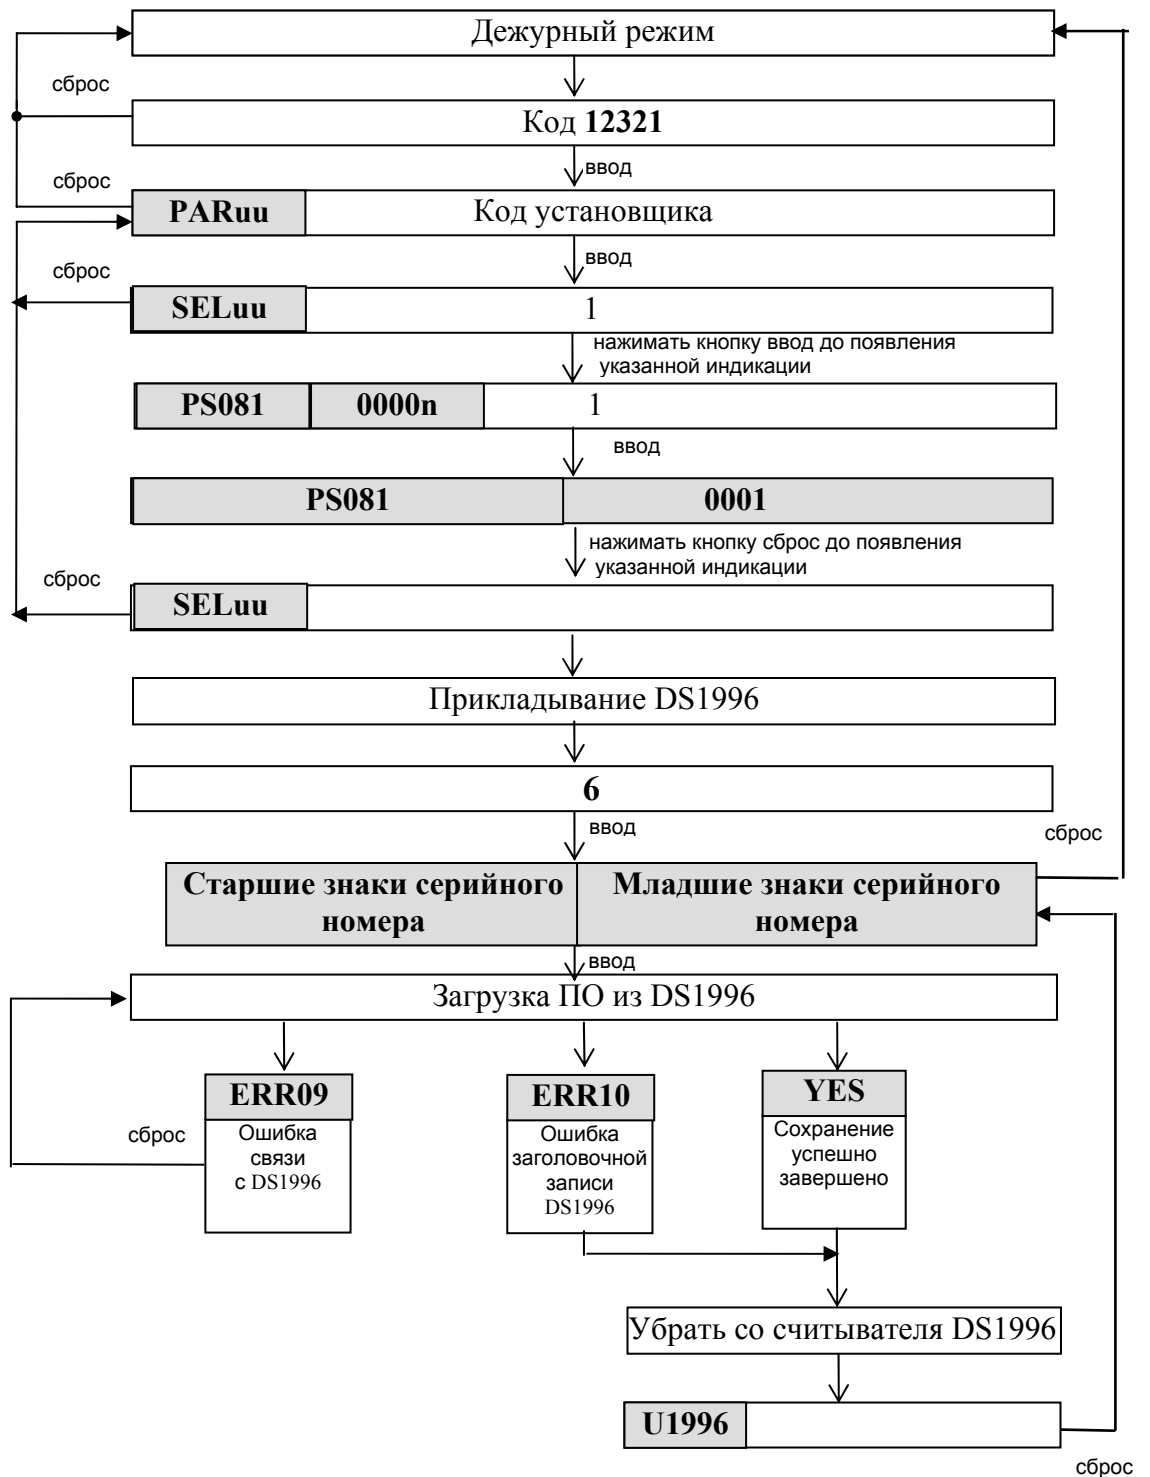 Дежурный режим
сброс
Код 12321
ввод
сброс
PARuu Код установщика
ввод
сброс
SELuu 1
нажимать кнопку ввод до появления
указанной индикации
PS081 0000n 1
ввод
PS081 0001
нажимать кнопку сброс до появления
указанной индикации
сброс
SELuu
Прикладывание DS1996
6
ввод
сброс
Старшие знаки серийного
номера
Младшие знаки серийного
номера
ввод
Загрузка ПО из DS1996
ERR09
Ошибка
связи
с DS1996
сброс
ERR10
Ошибка
заголовочной
записи
DS1996
YES
Сохранение
успешно
завершено
Убрать со считывателя DS1996
U1996
сброс